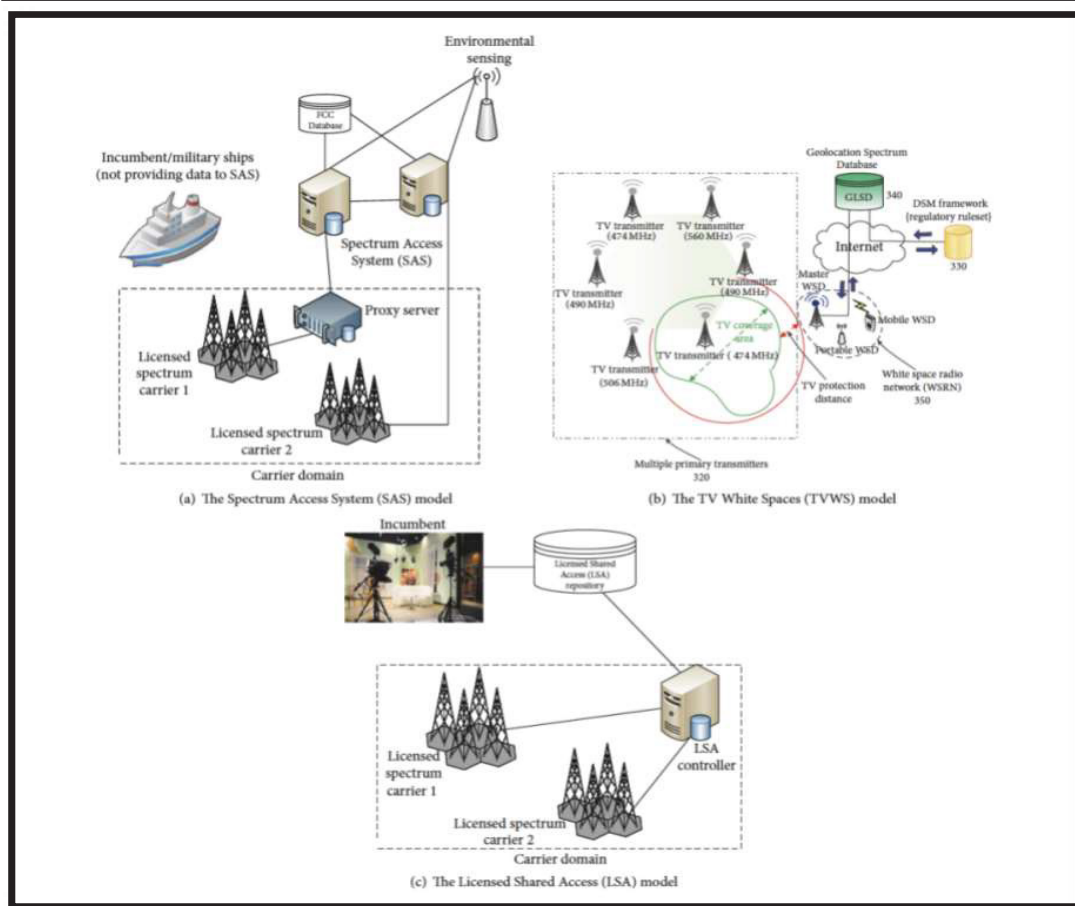 Environmental
sensing
FCC
Database
Incumbent/military ships
(not providing data to SAS)
Spectrum Access
System (SAS)
Proxy server
Licensed
spectrum
carrier 1
Licensed spectrum
carrier 2
Carrier domain
(a) The Spectrum Access System (SAS) model
Geolocation Spectrum
Database
GLSD
340
DSM framework
(regulatory ruleset)
330
Internet
TV transmitter
(474 MHz)
TV transmitter
(560 MHz)
TV transmitter
(490 MHz)
TV transmitter
(490 MHz)
Master
WSD
Mobile WSD
Portable WSD
TV coverage
area
TV transmitter ( 474 MHz)
TV transmitter
(506 MHz)
TV protection
distance
White space radio
network (WSRN)
350
Multiple primary transmitters
320
(b) The TV White Spaces (TVWS) model
Incumbent
Licensed Shared
Access (LSA)
repository
Licensed
spectrum
carrier 1
LSA
controller
Licensed spectrum
carrier 2
Carrier domain
(c) The Licensed Shared Access (LSA) model